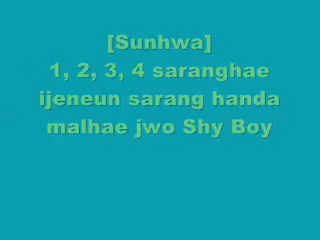 [Sunhwa]
1, 2, 3, 4 saranghae
ijeneun sarang handa
malhae jwo Shy Boy